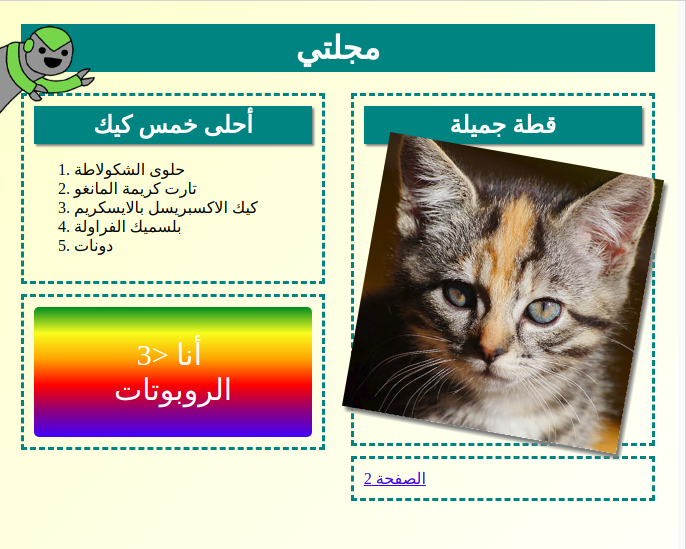 مجلتي
أحلى خمس كيك
1. حلوى الشكولاطة
2. تارت كريمة المانغو
3. كيك الاكسبريسل بالايسكريم
4. بلسميك الفراولة
5. دونات
أنا <3
الروبوتات
قطة جميلة
الصفحة 2